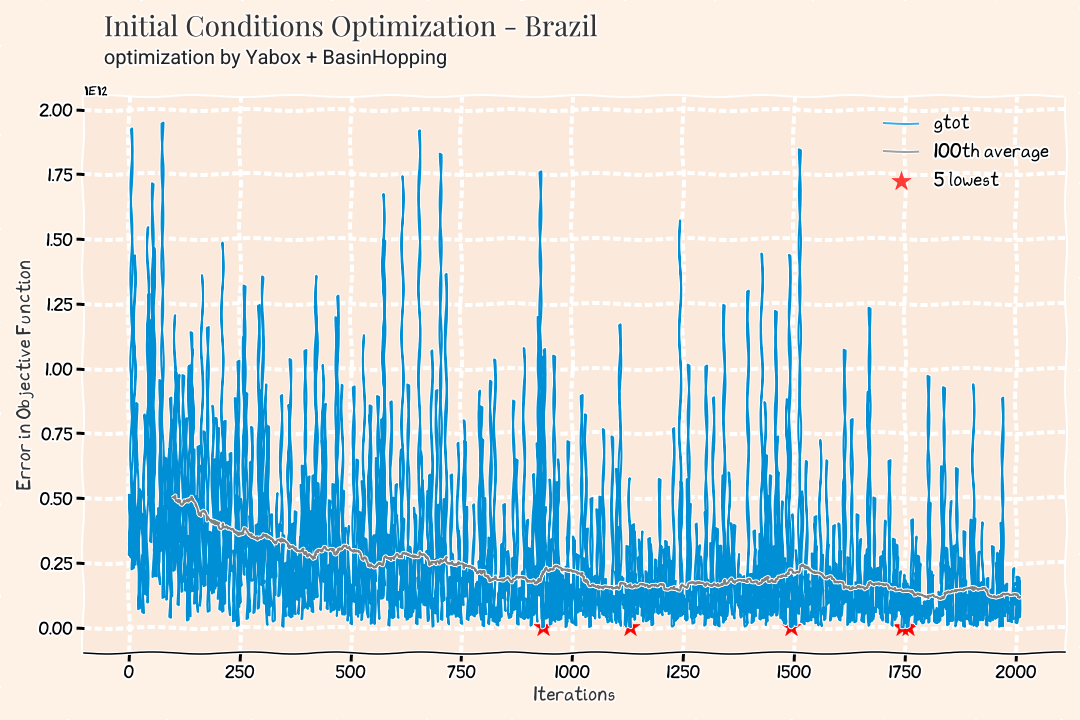 Initial Conditions Optimization - Brazil
optimization by Yabox + BasinHopping
1E12
2.00
1.75
1.50
1.25
1.00
0.75
0.50
0.25
0.00
Error in Objective Function
gtot
100th average
5 lowest
0 250 500 750 1000 1250 1500 1750 2000
Iterations